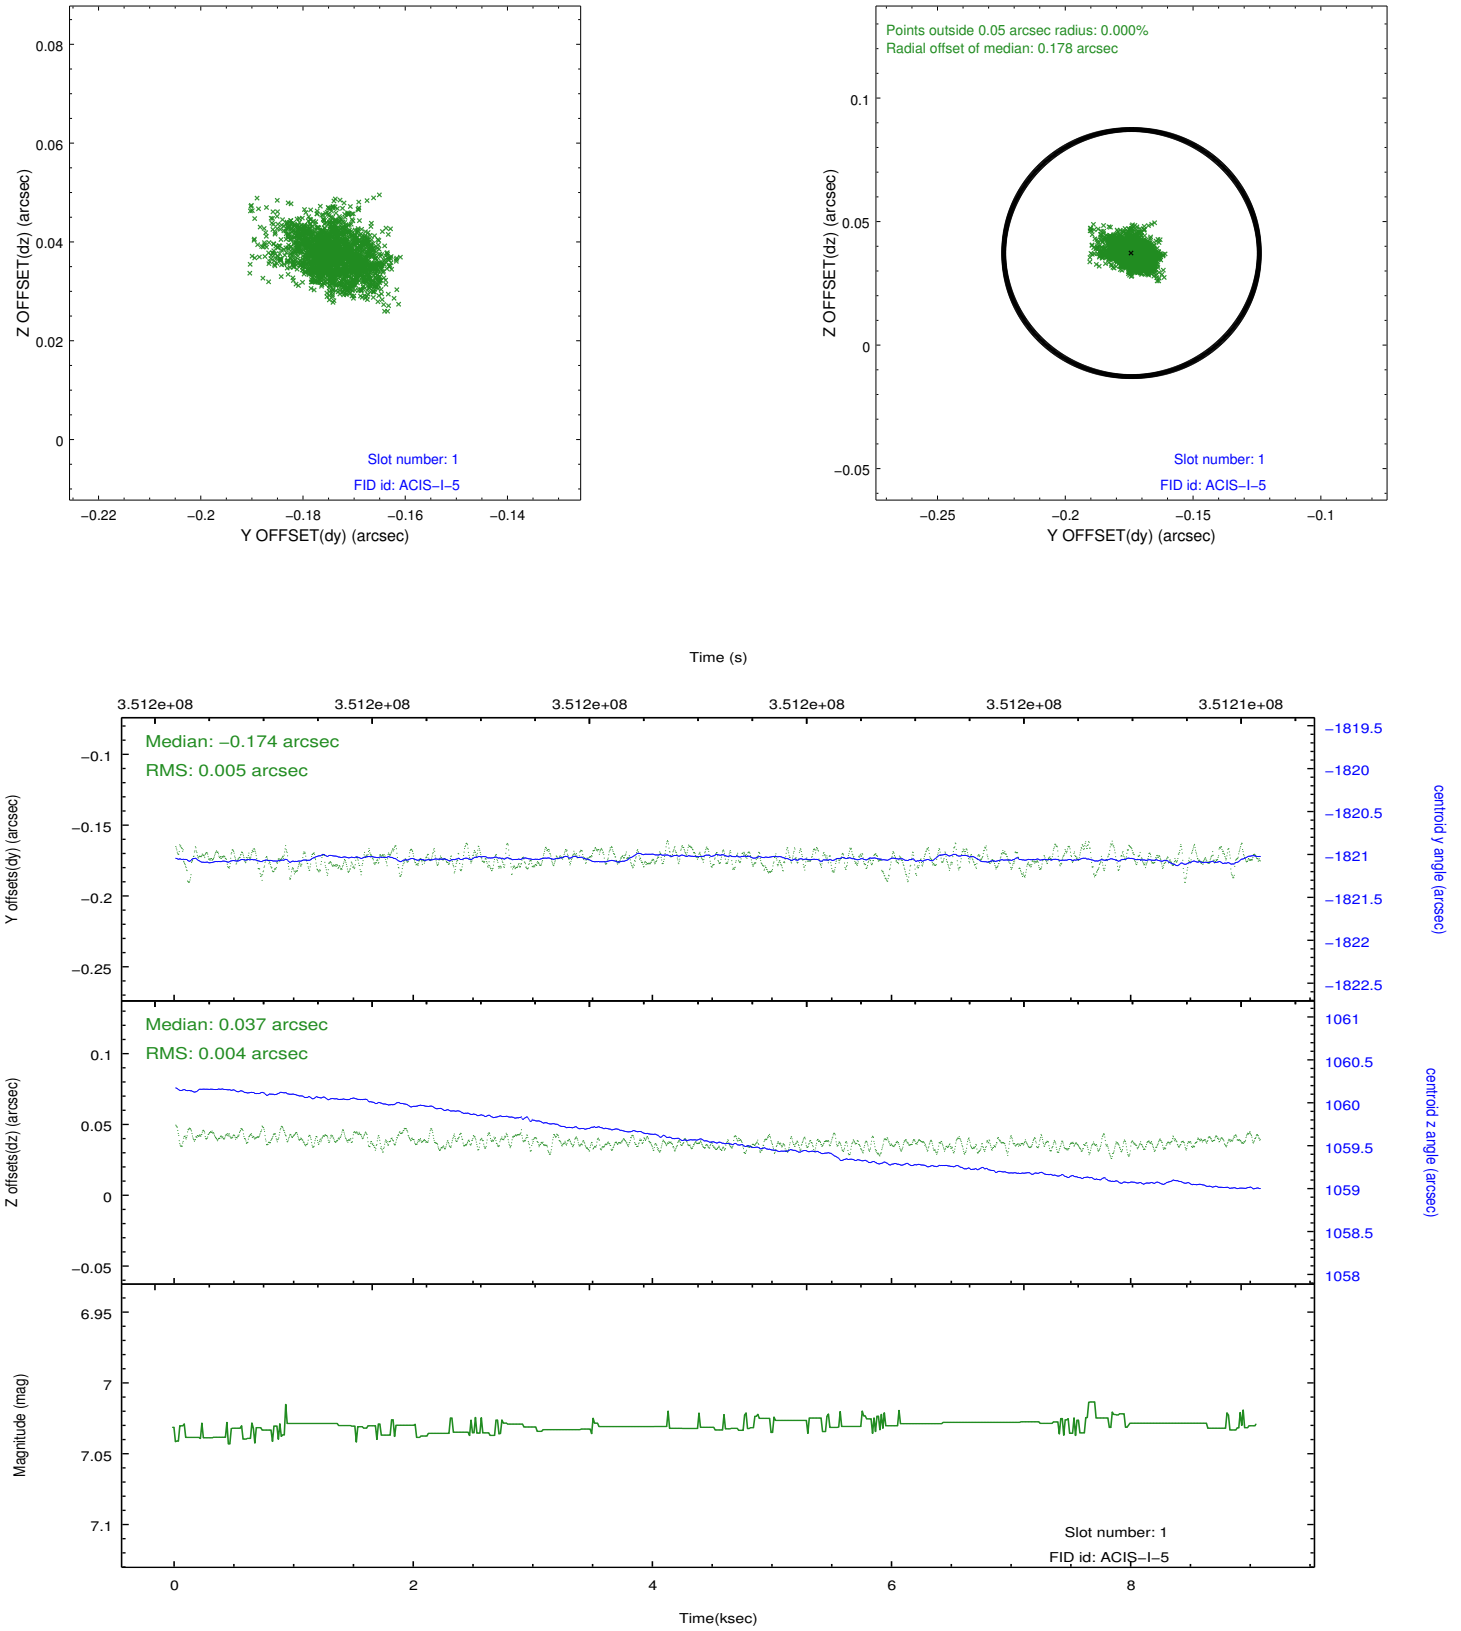 0.08
0.06
0.04
0.02
0
Z OFFSET(dz) (arcsec)
Slot number: 1
FID id: ACIS−I−5
−0.22 −0.2 −0.18 −0.16 −0.14
Y OFFSET(dy) (arcsec)
Points outside 0.05 arcsec radius: 0.000%
Radial offset of median: 0.178 arcsec
0.1
0.05
0
−0.05
Z OFFSET(dz) (arcsec)
Slot number: 1
FID id: ACIS−I−5
−0.25 −0.2 −0.15 −0.1
Y OFFSET(dy) (arcsec)
Time (s)
3.512e+08 3.512e+08 3.512e+08 3.512e+08 3.512e+08 3.5121e+08
Median: −0.174 arcsec
RMS: 0.005 arcsec
−0.1
−0.15
−0.2
−0.25
Y offsets(dy) (arcsec)
−1819.5
−1820
−1820.5
−1821
−1821.5
−1822
−1822.5
centroid y angle (arcsec)
Median: 0.037 arcsec
RMS: 0.004 arcsec
0.1
0.05
0
−0.05
Z offsets(dz) (arcsec)
1061
1060.5
1060
1059.5
1059
1058.5
1058
centroid z angle (arcsec)
6.95
7
7.05
7.1
Magnitude (mag)
Slot number: 1
FID id: ACIS−I−5
0 2 4 6 8
Time(ksec)